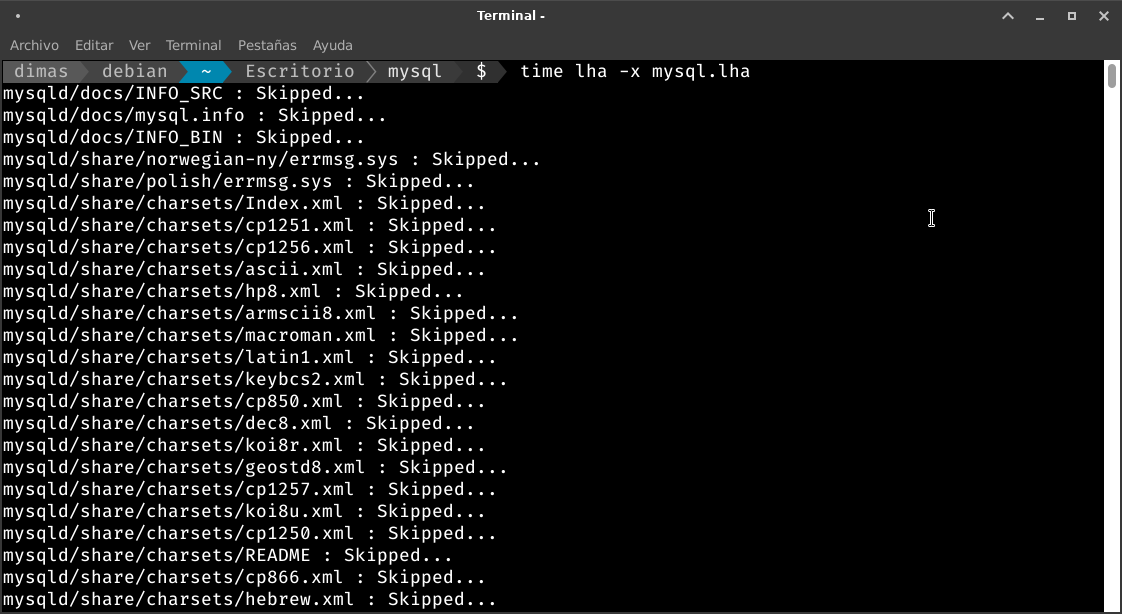 Terminal -
Archivo Editar Ver Terminal Pestañas Ayuda
dimas debian ~ Escritorio mysql $ time lha -x mysql.lha
mysqld/docs/INFO_SRC : Skipped...
mysqld/docs/mysql.info : Skipped...
mysqld/docs/INFO_BIN : Skipped...
mysqld/share/norwegian-ny/errmsg.sys : Skipped...
mysqld/share/polish/errmsg.sys : Skipped...
mysqld/share/charsets/Index.xml : Skipped...
mysqld/share/charsets/cp1251.xml : Skipped...
mysqld/share/charsets/cp1256.xml : Skipped...
mysqld/share/charsets/ascii.xml : Skipped...
mysqld/share/charsets/hp8.xml : Skipped...
mysqld/share/charsets/armscii8.xml : Skipped...
mysqld/share/charsets/macroman.xml : Skipped...
mysqld/share/charsets/latin1.xml : Skipped...
mysqld/share/charsets/keybcs2.xml : Skipped...
mysqld/share/charsets/cp850.xml : Skipped...
mysqld/share/charsets/dec8.xml : Skipped...
mysqld/share/charsets/koi8r.xml : Skipped...
mysqld/share/charsets/geostd8.xml : Skipped...
mysqld/share/charsets/cp1257.xml : Skipped...
mysqld/share/charsets/koi8u.xml : Skipped...
mysqld/share/charsets/cp1250.xml : Skipped...
mysqld/share/charsets/README : Skipped...
mysqld/share/charsets/cp866.xml : Skipped...
mysqld/share/charsets/hebrew.xml : Skipped...